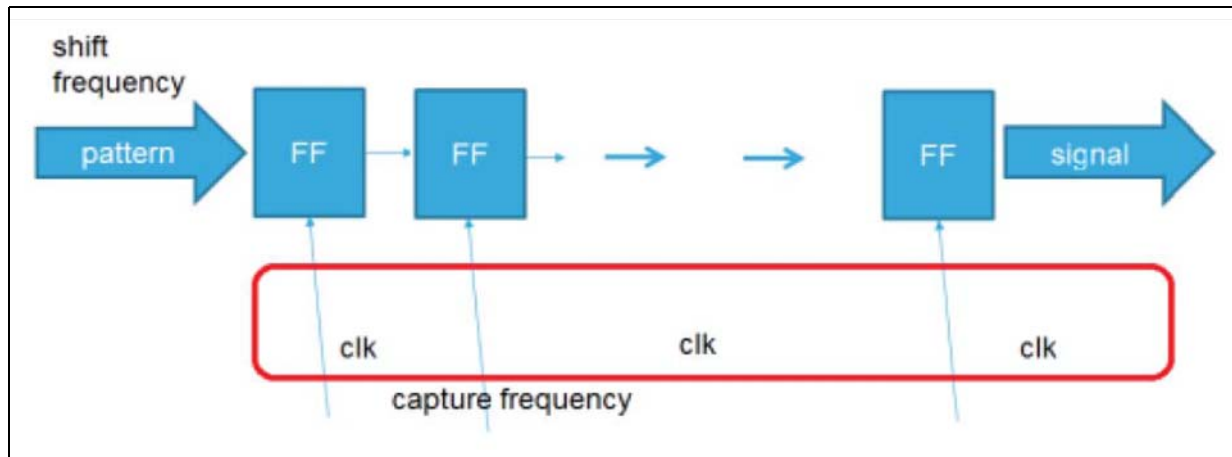 shift
frequency
pattern
FF
FF
FF
signal
clk
clk
clk
capture frequency